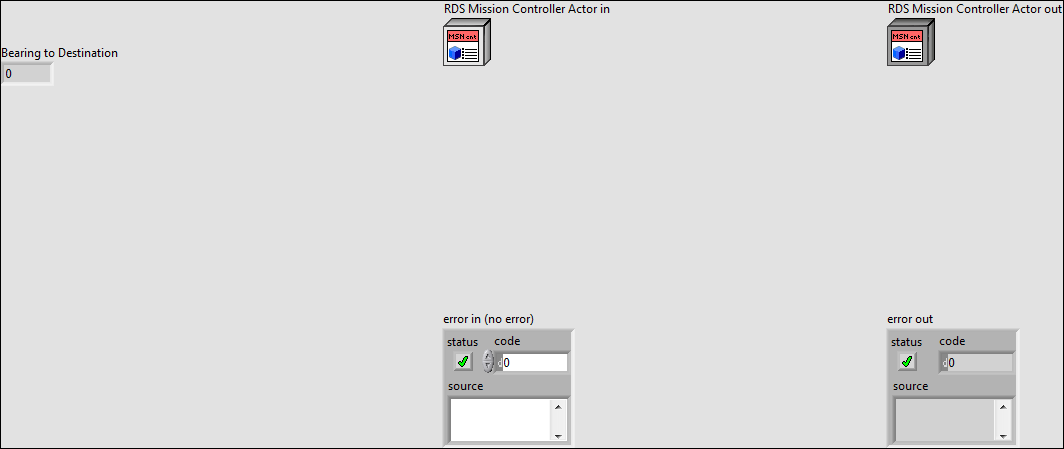 RDS Mission Controller Actor in
RDS Mission Controller Actor out
MSN cnt
MSN cnt
Bearing to Destination
0
error in (no error)
error out
status code
status code
d 0
d 0
source
source